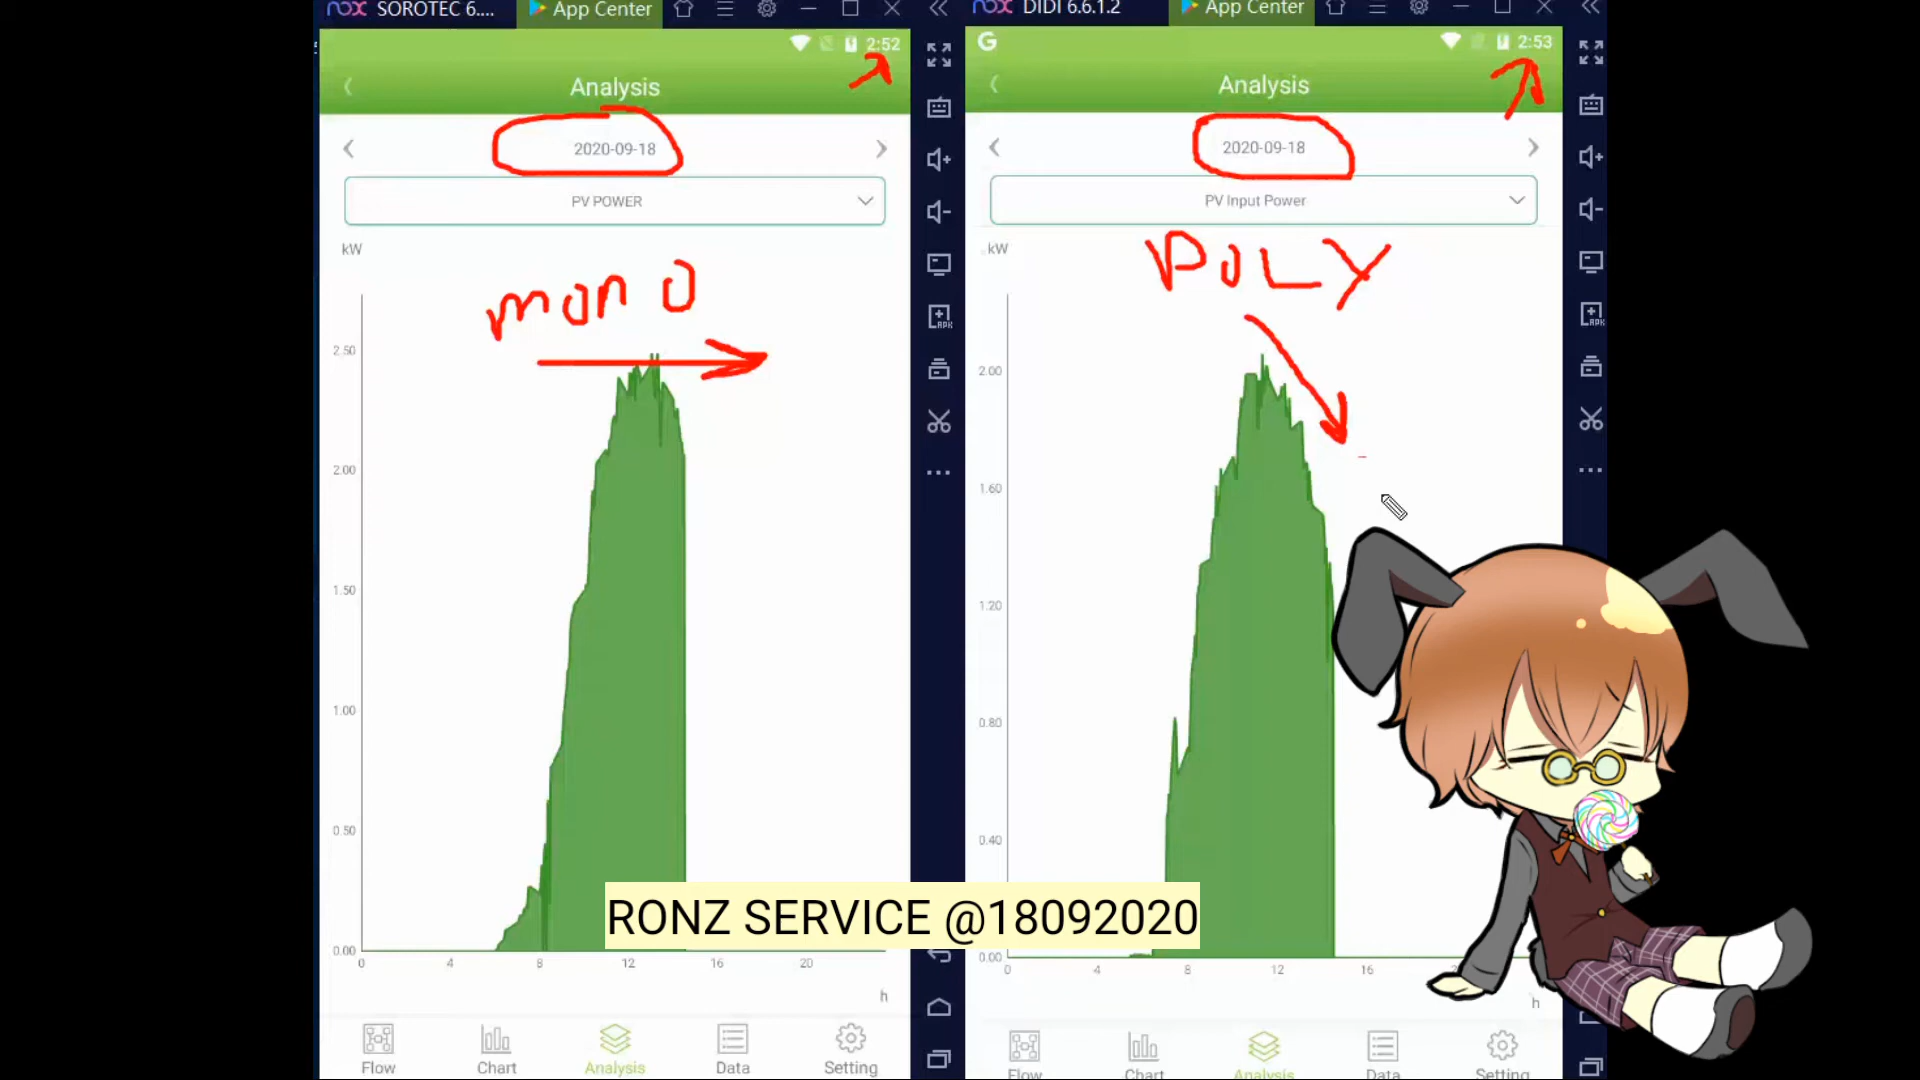 nox SOROTEC 6.... App Center
2:52
Analysis
2020-09-18
PV POWER
kW
mono
2.50
2.00
1.50
1.00
0.50
0.00
0 4 8 12 16 20
h
Flow Chart Analysis Data Setting
nox DIDI 6.6.1.2 App Center
G 2:53
Analysis
2020-09-18
PV Input Power
kW
POLY
2.00
1.60
1.20
0.80
0.40
0.00
0 4 8 12 16
h
Flow Chart Analysis Data Setting
APK
APK
RONZ SERVICE @18092020